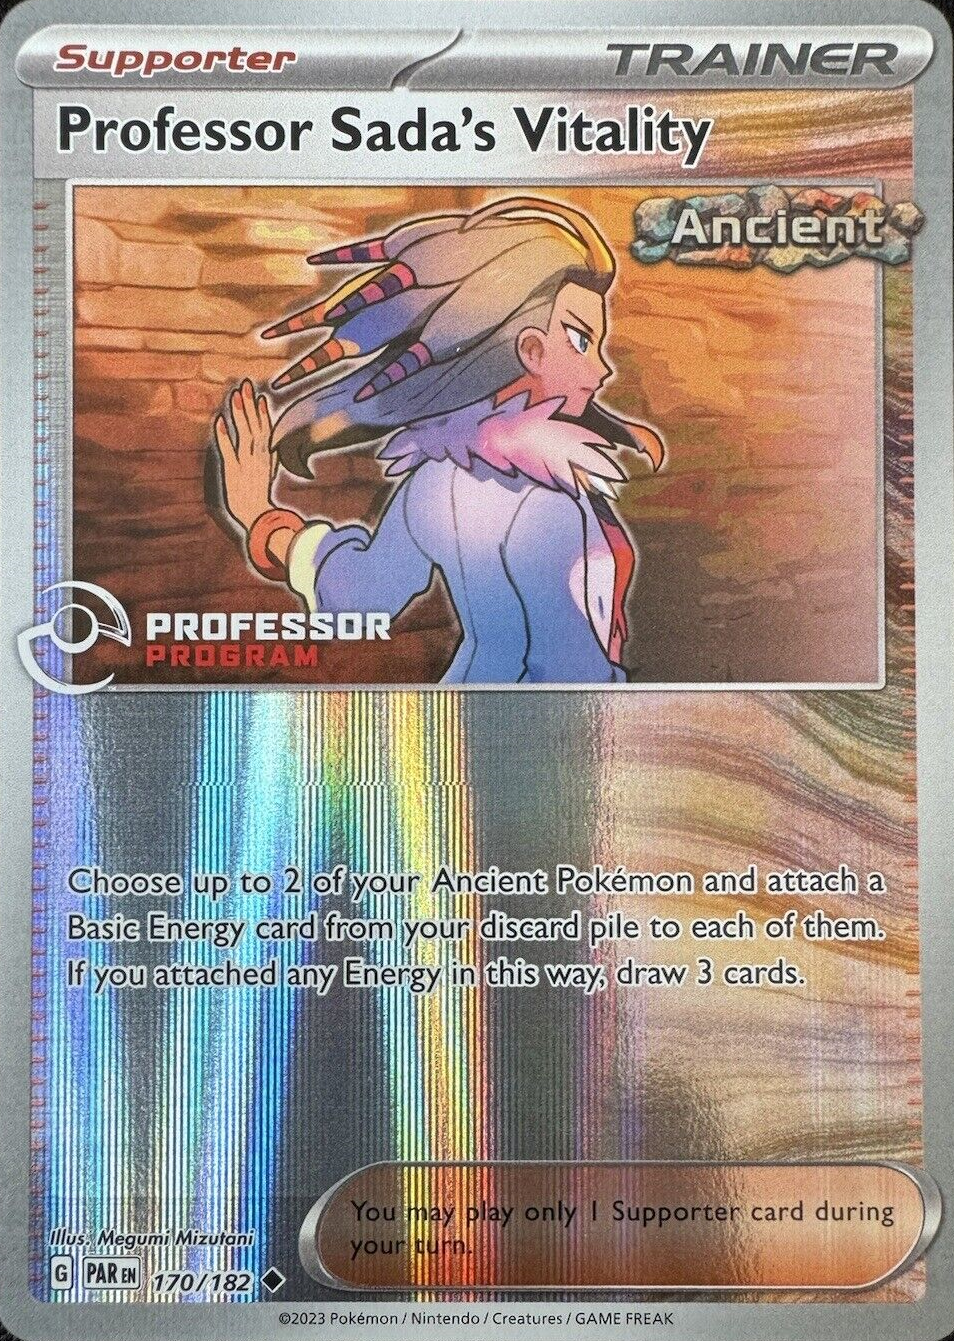 Supporter TRAINER
Professor Sada's Vitality
Ancient
PROFESSOR
PROGRAM
Choose up to 2 of your Ancient Pokémon and attach a
Basic Energy card from your discard pile to each of them.
If you attached any Energy in this way, draw 3 cards.
You may play only 1 Supporter card during
your turn.
Illus. Megumi Mizutani
G PAR EN 170/182
©2023 Pokémon / Nintendo / Creatures / GAME FREAK